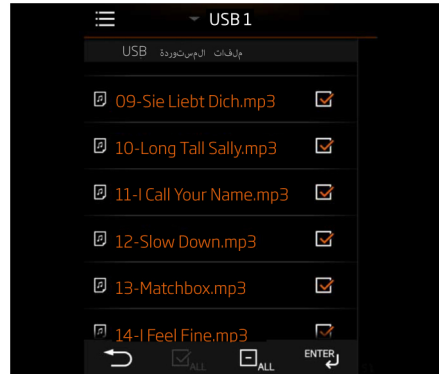 USB 1
ملفات المستوردة USB
09-Sie Liebt Dich.mp3
10-Long Tall Sally.mp3
11-I Call Your Name.mp3
12-Slow Down.mp3
13-Matchbox.mp3
14-I Feel Fine.mp3
ALL ALL ENTER